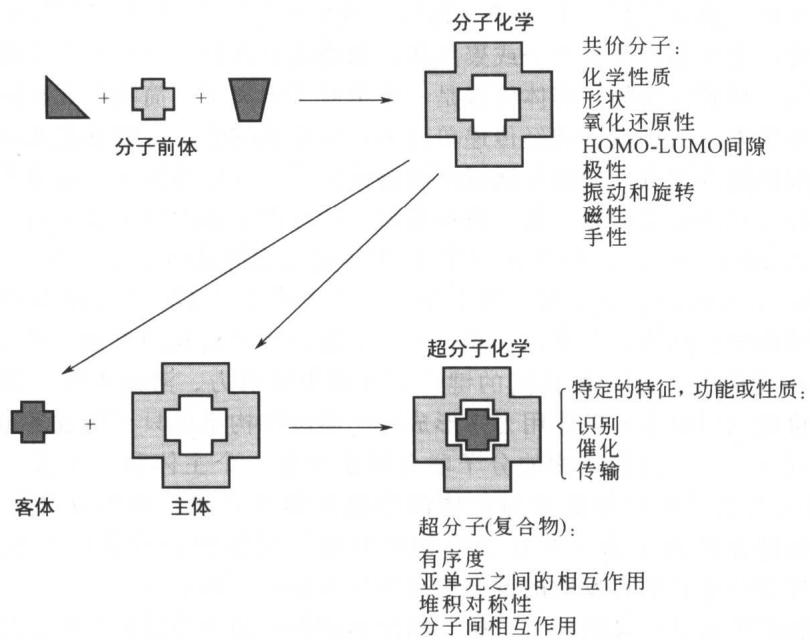 分子化学
共价分子:
化学性质
形状
氧化还原性
HOMO-LUMO间隙
极性
振动和旋转
磁性
手性
+
+
分子前体
超分子化学
特定的特征,功能或性质:
识别
催化
传输
+
客体
主体
超分子(复合物):
有序度
亚单元之间的相互作用
堆积对称性
分子间相互作用